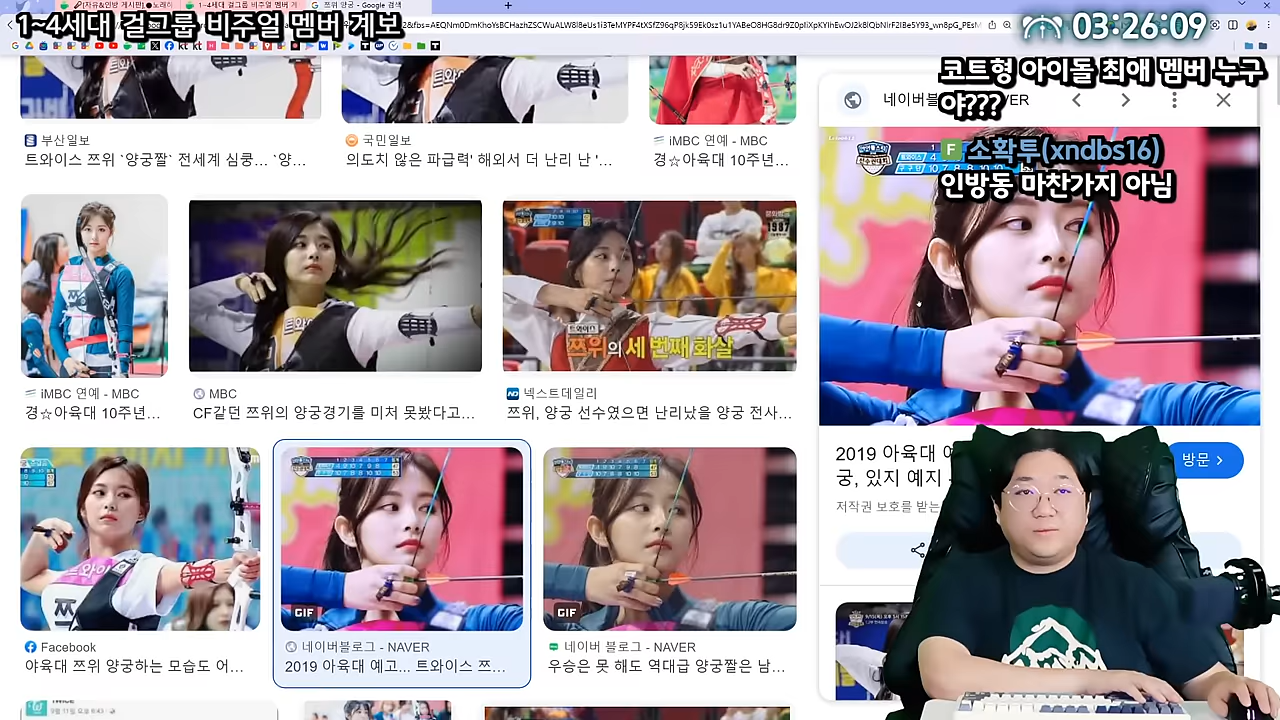 1~4세대 걸그룹 비주얼 멤버 계보
03:26:09
코트형 아이돌 최애 멤버 누구
야???
F 소확투(xndbs16)
인방동 마찬가지 아님
부산일보
트와이스 쯔위 `양궁짤` 전세계 심쿵... `양...
국민일보
의도치 않은 파급력' 해외서 더 난리 난 '...
iMBC 연예 - MBC
경☆아육대 10주년...
iMBC 연예 - MBC
경☆아육대 10주년...
MBC
CF같던 쯔위의 양궁경기를 미처 못봤다고...
쯔위의 세 번째 화살
넥스트데일리
쯔위, 양궁 선수였으면 난리났을 양궁 전사...
Facebook
야육대 쯔위 양궁하는 모습도 어...
GIF
네이버블로그 - NAVER
2019 아육대 예고... 트와이스 쯔...
GIF
네이버 블로그 - NAVER
우승은 못 해도 역대급 양궁짤은 남...
2019 아육대
궁, 있지 예지
방문
저작권 보호를 받는